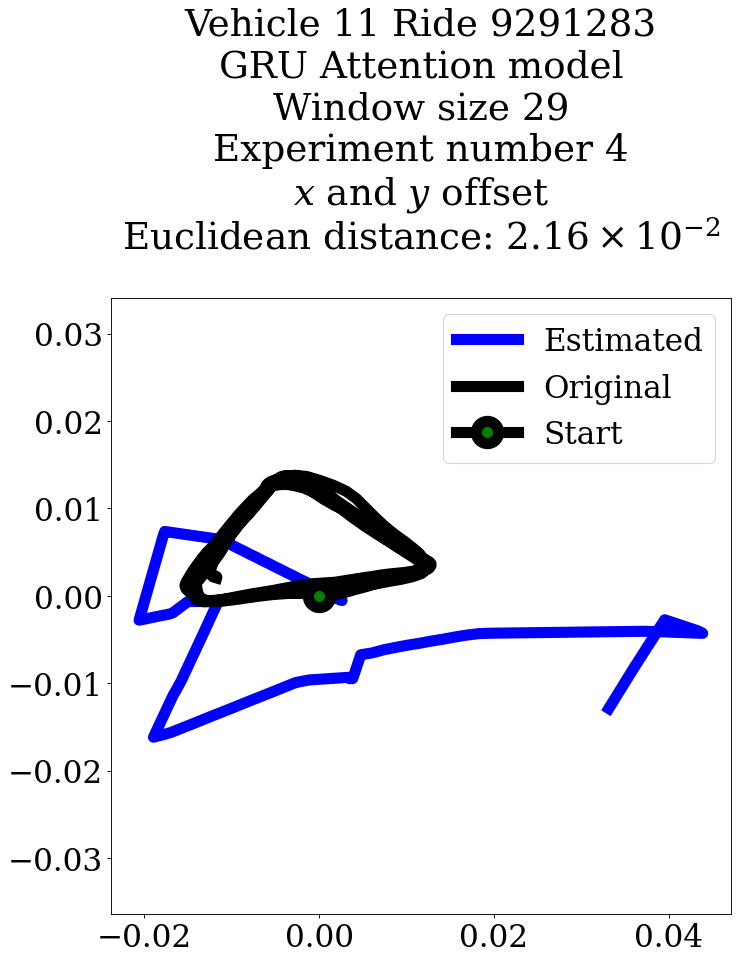 Vehicle 11 Ride 9291283
GRU Attention model
Window size 29
Experiment number 4
x and y offset
Euclidean distance: 2.16 × 10⁻²
0.03
0.02
0.01
0.00
−0.01
−0.02
−0.03
Estimated
Original
Start
−0.02
0.00
0.02
0.04